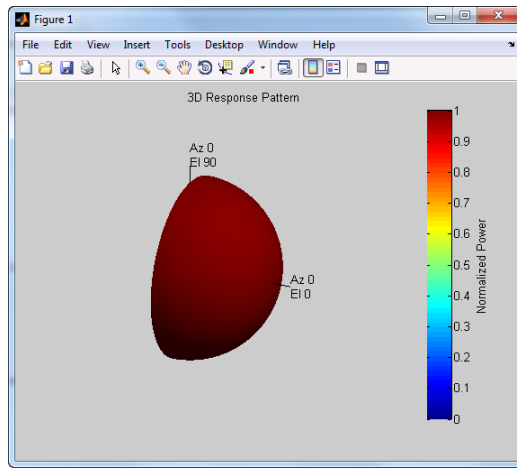 Figure 1
File Edit View Insert Tools Desktop Window Help
3D Response Pattern
Az 0
El 90
Az 0
El 0
1
0.9
0.8
0.7
0.6
0.5
0.4
0.3
0.2
0.1
0
Normalized Power